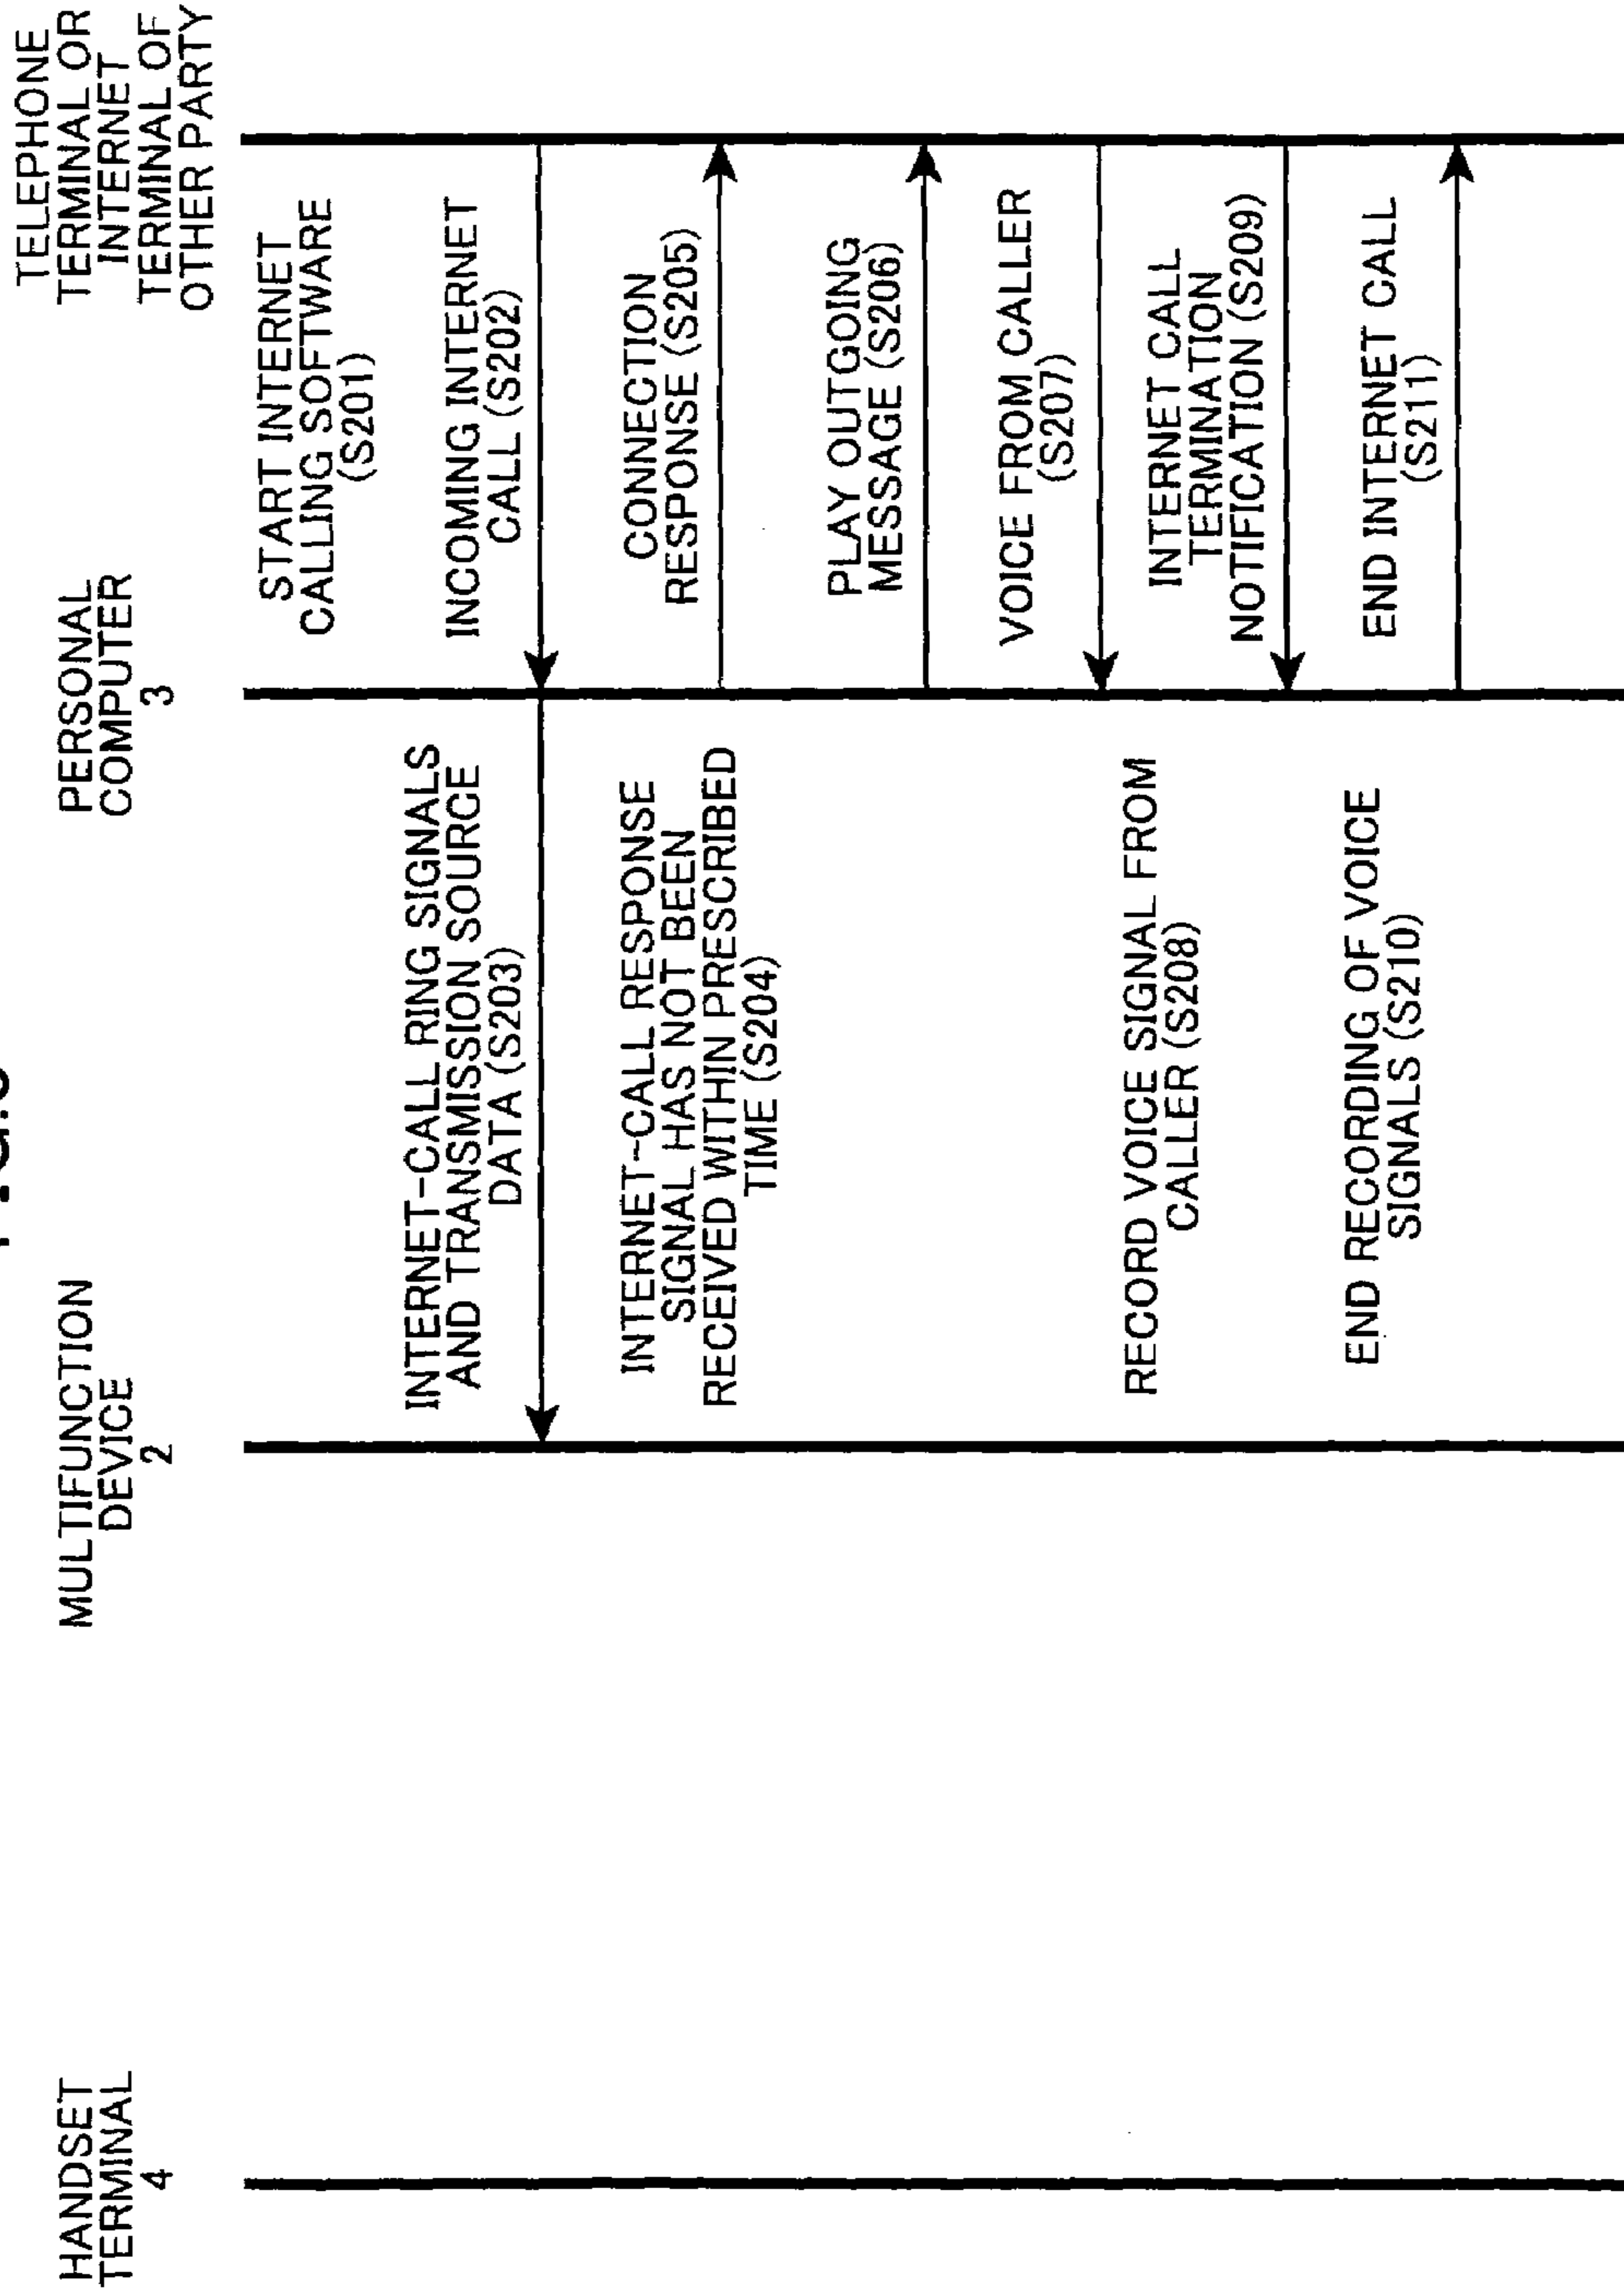 HANDSET
TERMINAL
4
MULTIFUNCTION
DEVICE
2
PERSONAL
COMPUTER
3
TELEPHONE
TERMINAL OR
INTERNET
TERMINAL OF
OTHER PARTY
START INTERNET
CALLING SOFTWARE
(S201)
INCOMING INTERNET
CALL (S202)
INTERNET-CALL RING SIGNALS
AND TRANSMISSION SOURCE
DATA (S203)
INTERNET-CALL RESPONSE
SIGNAL HAS NOT BEEN
RECEIVED WITHIN PRESCRIBED
TIME (S204)
CONNECTION
RESPONSE (S205)
PLAY OUTGOING
MESSAGE (S206)
VOICE FROM CALLER
(S207)
RECORD VOICE SIGNAL FROM
CALLER (S208)
INTERNET CALL
TERMINATION
NOTIFICATION (S209)
END RECORDING OF VOICE
SIGNALS (S210)
END INTERNET CALL
(S211)